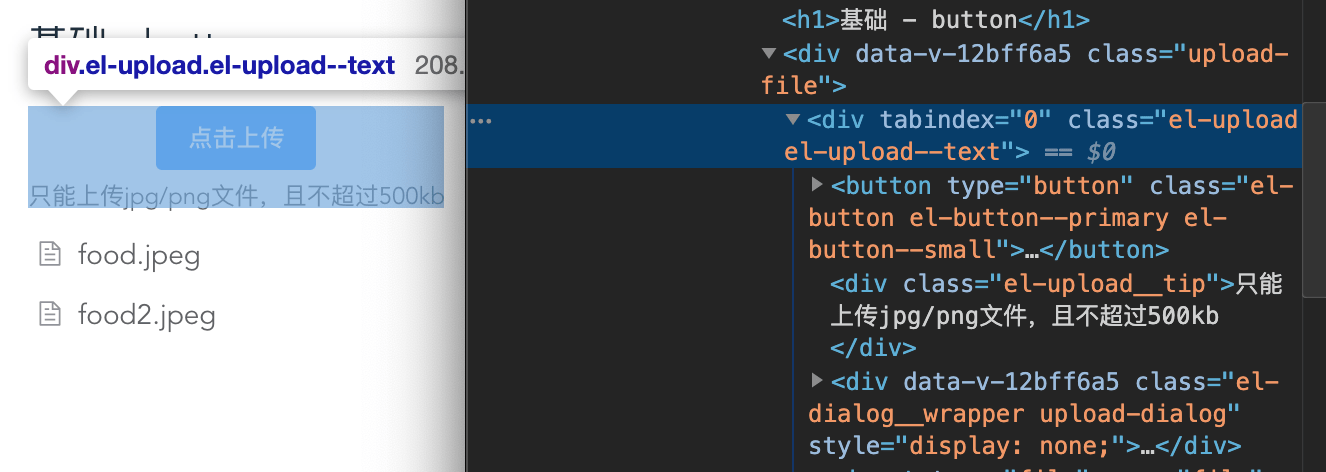 div.el-upload.el-upload--text 208.
点击上传
只能上传jpg/png文件，且不超过500kb
food.jpeg
food2.jpeg
<h1>基础 - button</h1>
<div data-v-12bff6a5 class="upload-
file">
<div tabindex="0" class="el-upload
el-upload--text"> == $0
<button type="button" class="el-
button el-button--primary el-
button--small">…</button>
<div class="el-upload__tip">只能
上传jpg/png文件，且不超过500kb
</div>
<div data-v-12bff6a5 class="el-
dialog__wrapper upload-dialog"
style="display: none;">…</div>